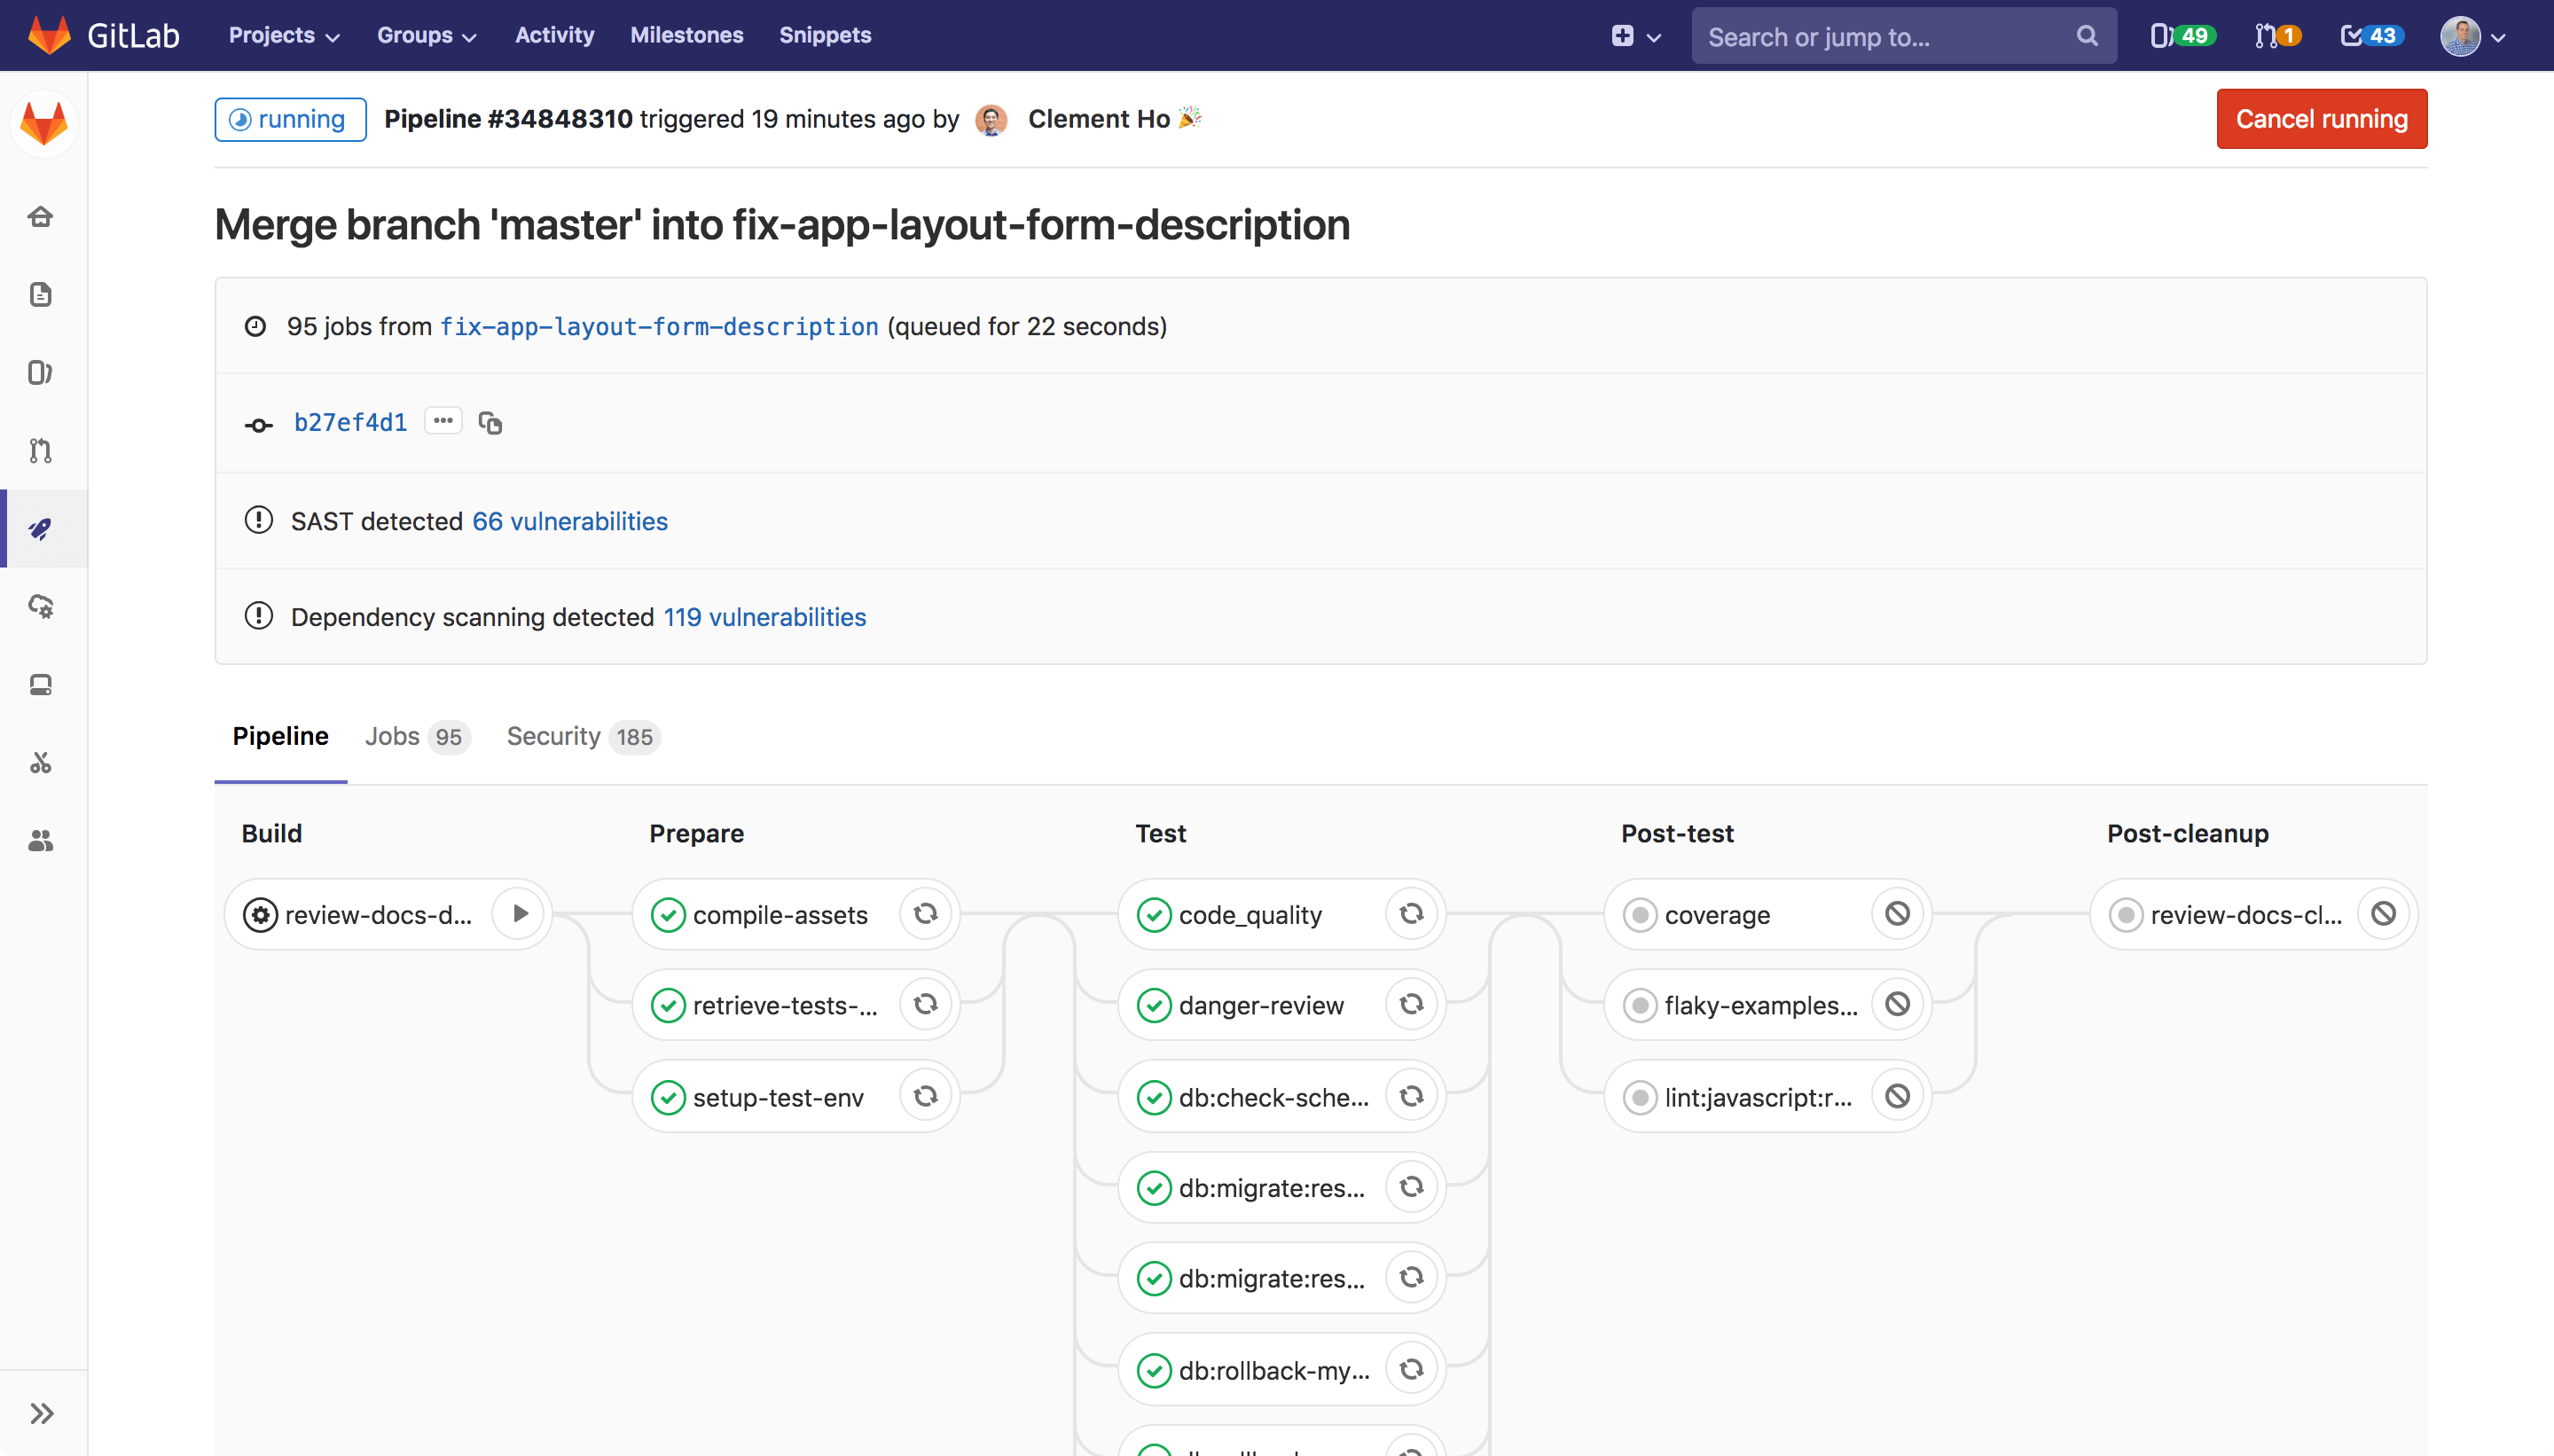 GitLab Projects Groups Activity Milestones Snippets Search or jump to... 49 1 43
running Pipeline #34848310 triggered 19 minutes ago by Clement Ho 🎉 Cancel running
Merge branch 'master' into fix-app-layout-form-description
95 jobs from fix-app-layout-form-description (queued for 22 seconds)
b27ef4d1 ...
SAST detected 66 vulnerabilities
Dependency scanning detected 119 vulnerabilities
Pipeline Jobs 95 Security 185
Build Prepare Test Post-test Post-cleanup
review-docs-d... compile-assets code_quality coverage review-docs-cl...
retrieve-tests-... danger-review flaky-examples...
setup-test-env db:check-sche... lint:javascript:r...
db:migrate:res...
db:migrate:res...
db:rollback-my...